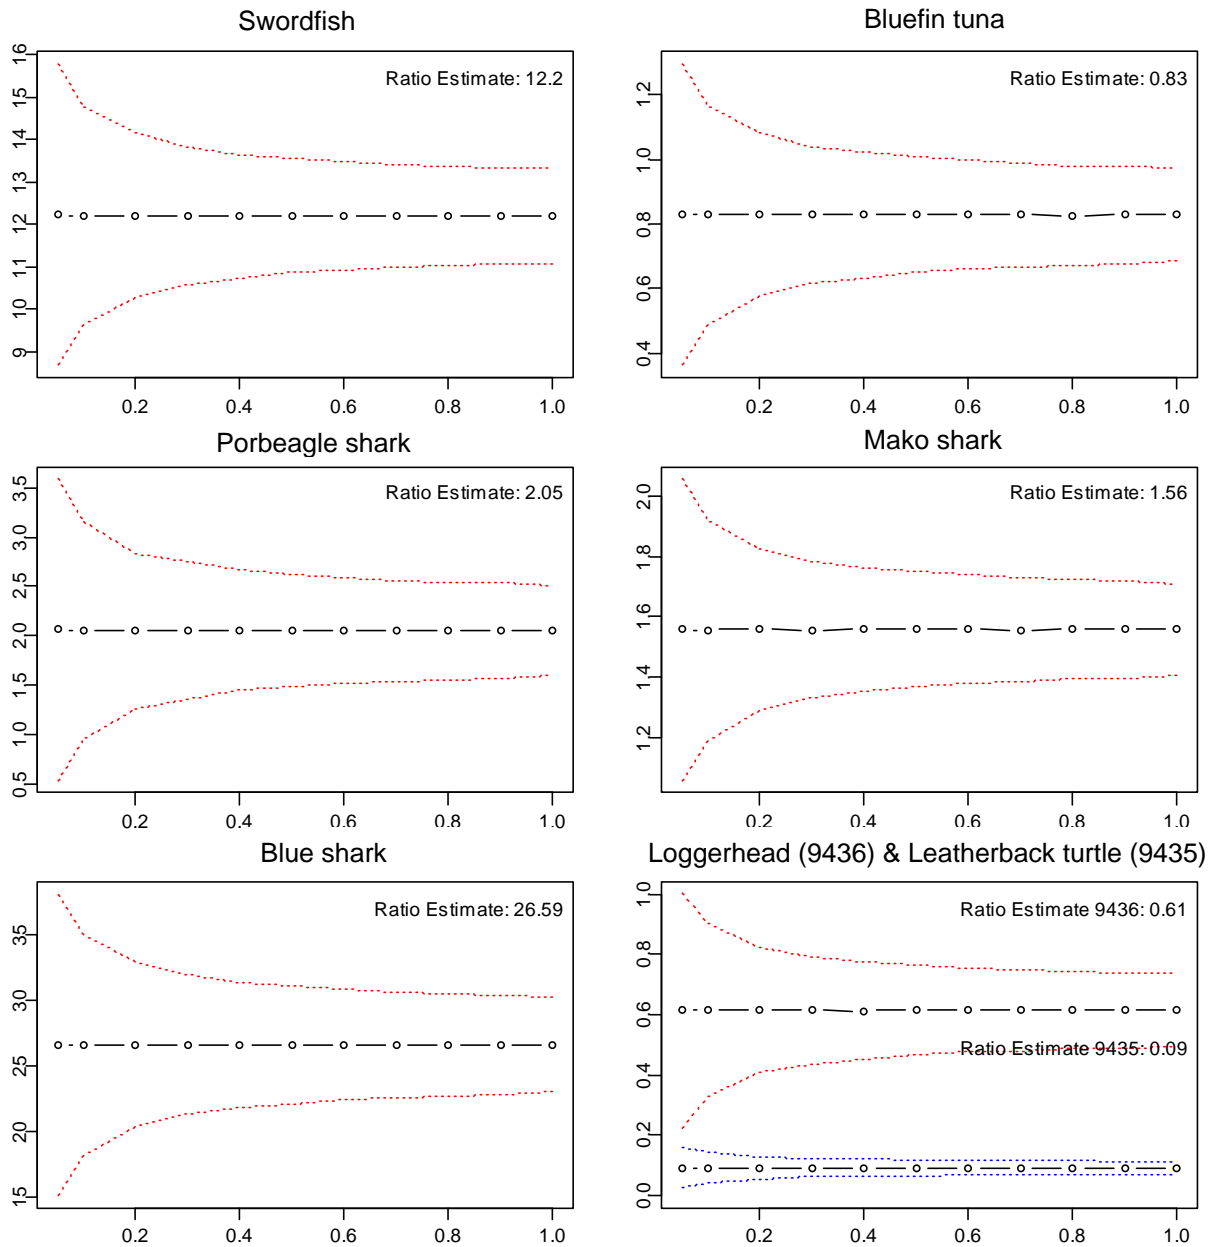 Swordfish
Ratio Estimate: 12.2
16
15
14
13
12
11
10
9
0.2 0.4 0.6 0.8 1.0
Bluefin tuna
Ratio Estimate: 0.83
1.2
1.0
0.8
0.6
0.4
0.2 0.4 0.6 0.8 1.0
Porbeagle shark
Ratio Estimate: 2.05
3.5
3.0
2.5
2.0
1.5
1.0
0.5
0.2 0.4 0.6 0.8 1.0
Mako shark
Ratio Estimate: 1.56
2.0
1.8
1.6
1.4
1.2
0.2 0.4 0.6 0.8 1.0
Blue shark
Ratio Estimate: 26.59
35
30
25
20
15
0.2 0.4 0.6 0.8 1.0
Loggerhead (9436) & Leatherback turtle (9435)
Ratio Estimate 9436: 0.61
Ratio Estimate 9435: 0.09
1.0
0.8
0.6
0.4
0.2
0.0
0.2 0.4 0.6 0.8 1.0